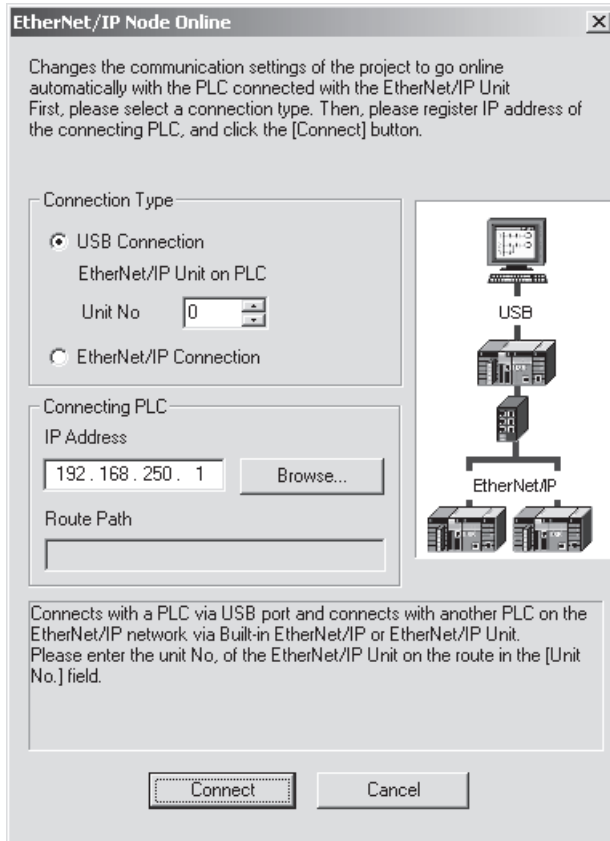 EtherNet/IP Node Online
Changes the communication settings of the project to go online
automatically with the PLC connected with the EtherNet/IP Unit
First, please select a connection type. Then, please register IP address of
the connecting PLC, and click the [Connect] button.
Connection Type
USB Connection
EtherNet/IP Unit on PLC
Unit No 0
EtherNet/IP Connection
USB
EtherNet/IP
Connecting PLC
IP Address
192.168.250. 1 Browse...
Route Path
Connects with a PLC via USB port and connects with another PLC on the
EtherNet/IP network via Built-in EtherNet/IP or EtherNet/IP Unit.
Please enter the unit No, of the EtherNet/IP Unit on the route in the [Unit
No.] field.
Connect Cancel